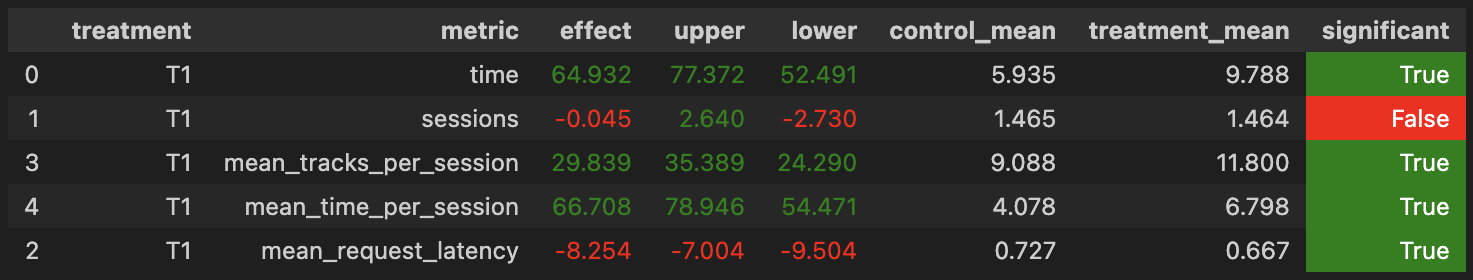 treatment metric effect upper lower control_mean treatment_mean significant
0 T1 time 64.932 77.372 52.491 5.935 9.788 True
1 T1 sessions -0.045 2.640 -2.730 1.465 1.464 False
3 T1 mean_tracks_per_session 29.839 35.389 24.290 9.088 11.800 True
4 T1 mean_time_per_session 66.708 78.946 54.471 4.078 6.798 True
2 T1 mean_request_latency -8.254 -7.004 -9.504 0.727 0.667 True